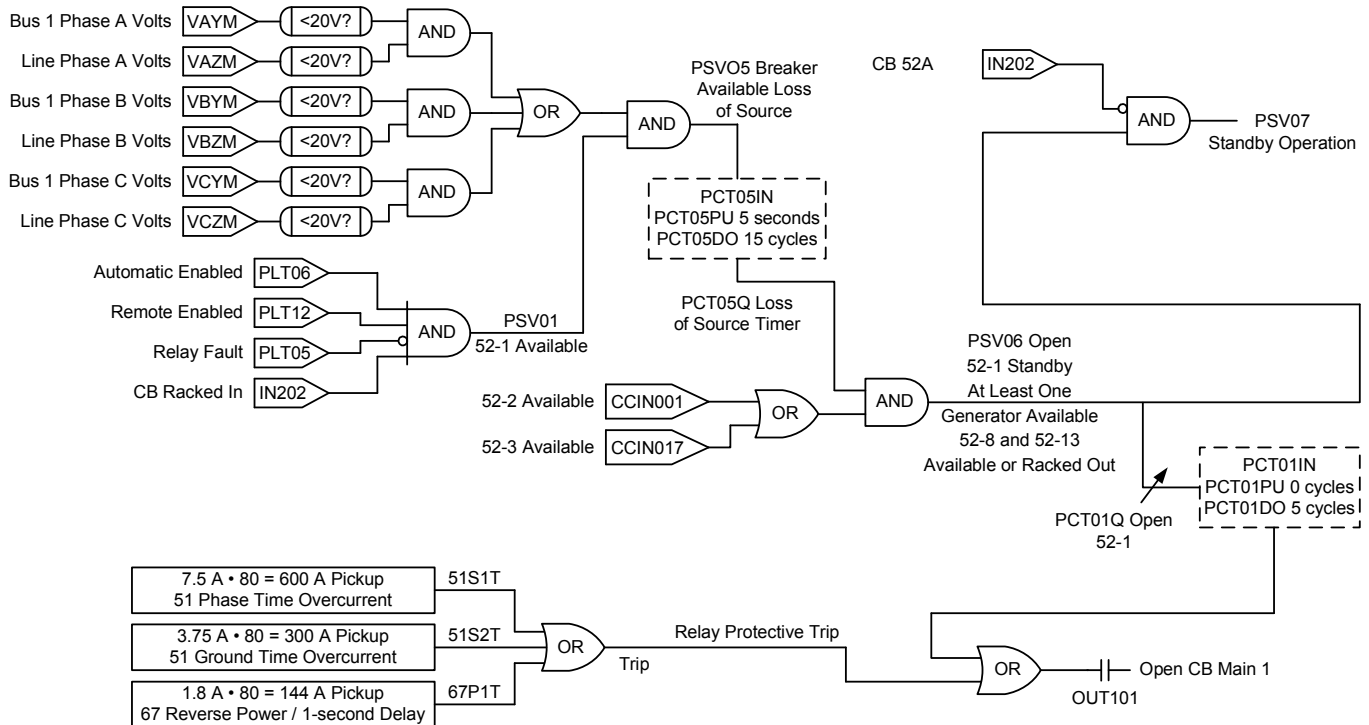 Bus 1 Phase A Volts VAYM <20V?
AND
Line Phase A Volts VAZM <20V?
Bus 1 Phase B Volts VBYM <20V?
AND
Line Phase B Volts VBZM <20V?
Bus 1 Phase C Volts VCYM <20V?
AND
Line Phase C Volts VCZM <20V?
OR
AND
PSVO5 Breaker
Available Loss
of Source
CB 52A IN202
AND
PSV07
Standby Operation
Automatic Enabled PLT06
Remote Enabled PLT12
Relay Fault PLT05
CB Racked In IN202
AND
PSV01
52-1 Available
PCT05IN
PCT05PU 5 seconds
PCT05DO 15 cycles
PCT05Q Loss
of Source Timer
52-2 Available CCIN001
52-3 Available CCIN017
OR
AND
PSV06 Open
52-1 Standby
At Least One
Generator Available
52-8 and 52-13
Available or Racked Out
PCT01Q Open
52-1
PCT01IN
PCT01PU 0 cycles
PCT01DO 5 cycles
7.5 A • 80 = 600 A Pickup
51 Phase Time Overcurrent
51S1T
3.75 A • 80 = 300 A Pickup
51 Ground Time Overcurrent
51S2T
1.8 A • 80 = 144 A Pickup
67 Reverse Power / 1-second Delay
67P1T
OR
Trip
Relay Protective Trip
OR
OUT101
Open CB Main 1